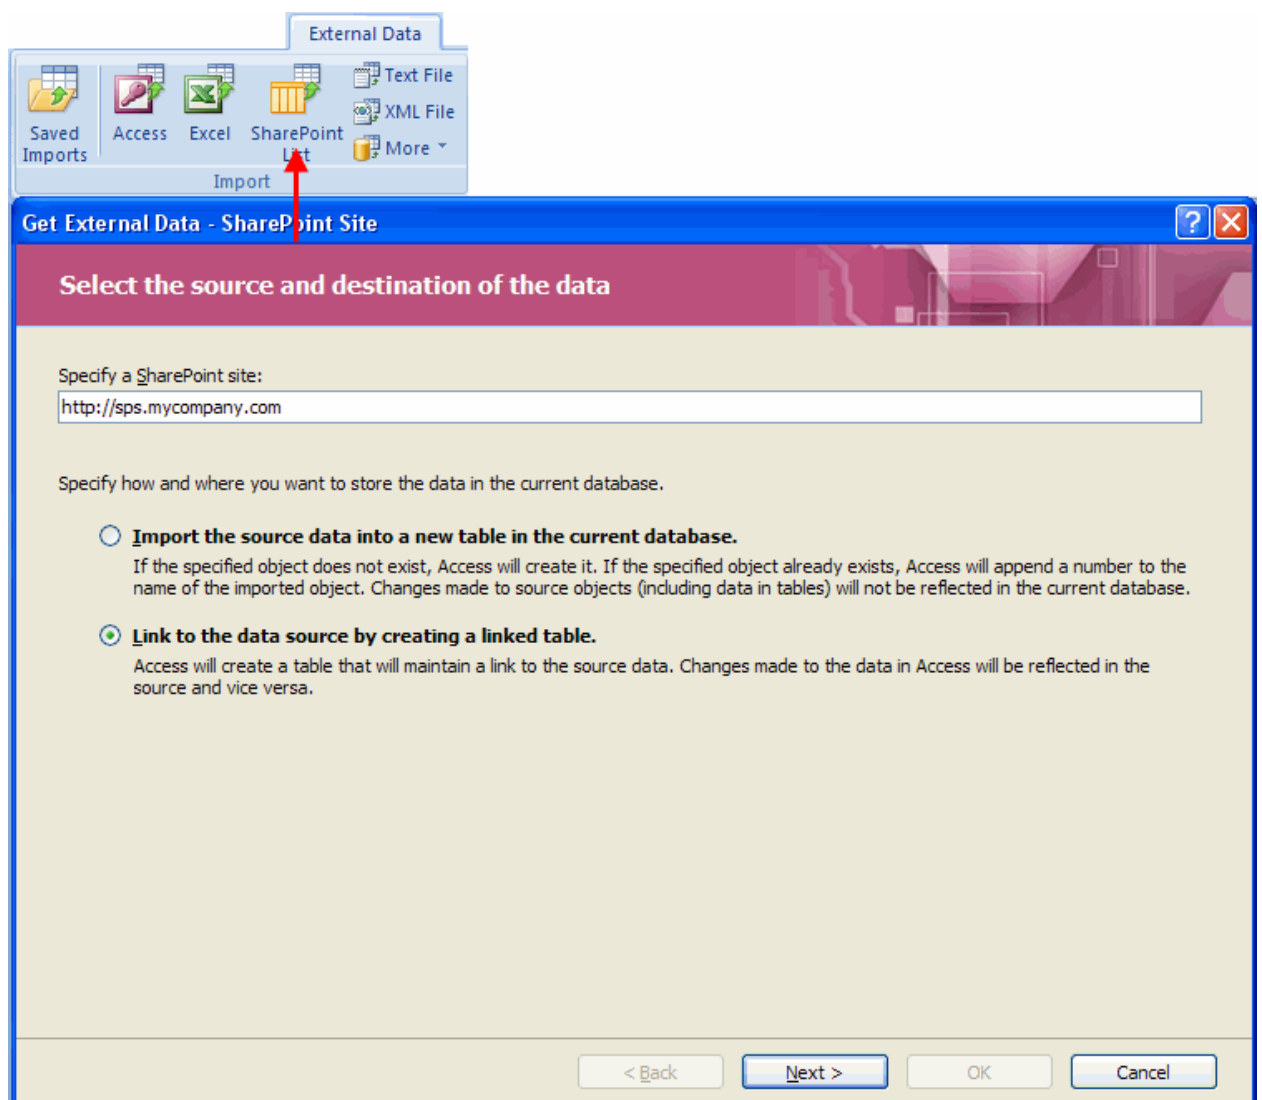 External Data
Saved Imports
Access
Excel
SharePoint List
Text File
XML File
More
Import
Get External Data - SharePoint Site
Select the source and destination of the data
Specify a SharePoint site:
http://sps.mycompany.com
Specify how and where you want to store the data in the current database.
Import the source data into a new table in the current database.
If the specified object does not exist, Access will create it. If the specified object already exists, Access will append a number to the
name of the imported object. Changes made to source objects (including data in tables) will not be reflected in the current database.
Link to the data source by creating a linked table.
Access will create a table that will maintain a link to the source data. Changes made to the data in Access will be reflected in the
source and vice versa.
< Back
Next >
OK
Cancel